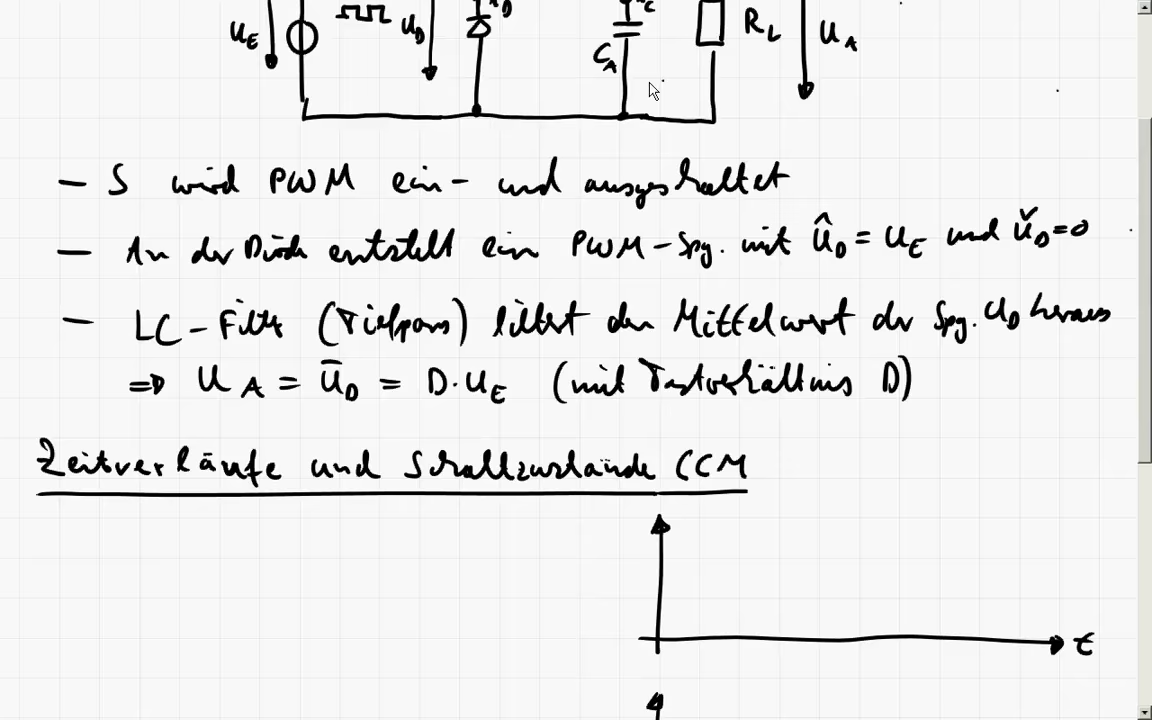 U_E U_D D C C_A R_L U_A
– S wird PWM ein- und ausgeschaltet
– An der Diode entsteht ein PWM-Spg. mit Û_D = U_E und Ǔ_D=0
– LC-Filter (Tiefpass) filtert den Mittelwert der Spg. U_D heraus
⇒ U_A = Ū_D = D·U_E (mit Tastverhältnis D)
Zeitverläufe und Schaltzustände CCM
t